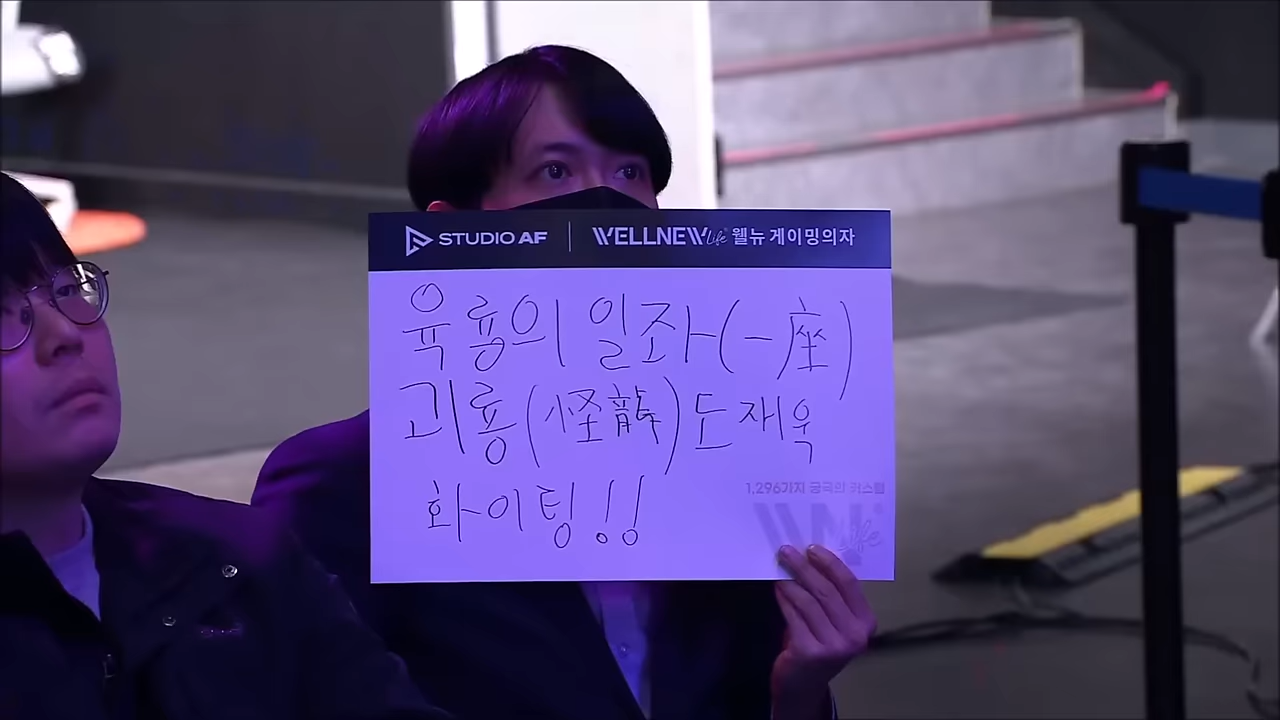 STUDIO AF | WELLNEW Life 웰뉴 게이밍의자
육룡의 일좌(一座)
괴룡(怪龍)도재욱
화이팅!!
1,296가지 궁극의 커스텀
WN Life